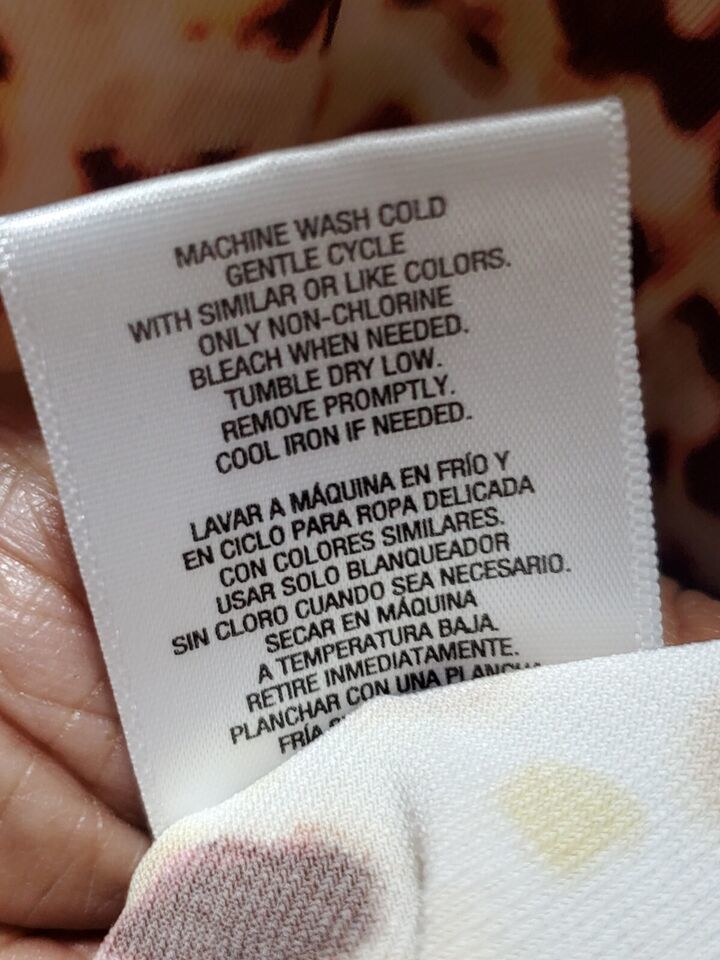 MACHINE WASH COLD
GENTLE CYCLE
WITH SIMILAR OR LIKE COLORS.
ONLY NON-CHLORINE
BLEACH WHEN NEEDED.
TUMBLE DRY LOW.
REMOVE PROMPTLY.
COOL IRON IF NEEDED.
LAVAR A MÁQUINA EN FRÍO Y
EN CICLO PARA ROPA DELICADA
CON COLORES SIMILARES.
USAR SOLO BLANQUEADOR
SIN CLORO CUANDO SEA NECESARIO.
SECAR EN MÁQUINA
A TEMPERATURA BAJA.
RETIRE INMEDIATAMENTE.
PLANCHAR CON UNA PLANCHA
FRÍA